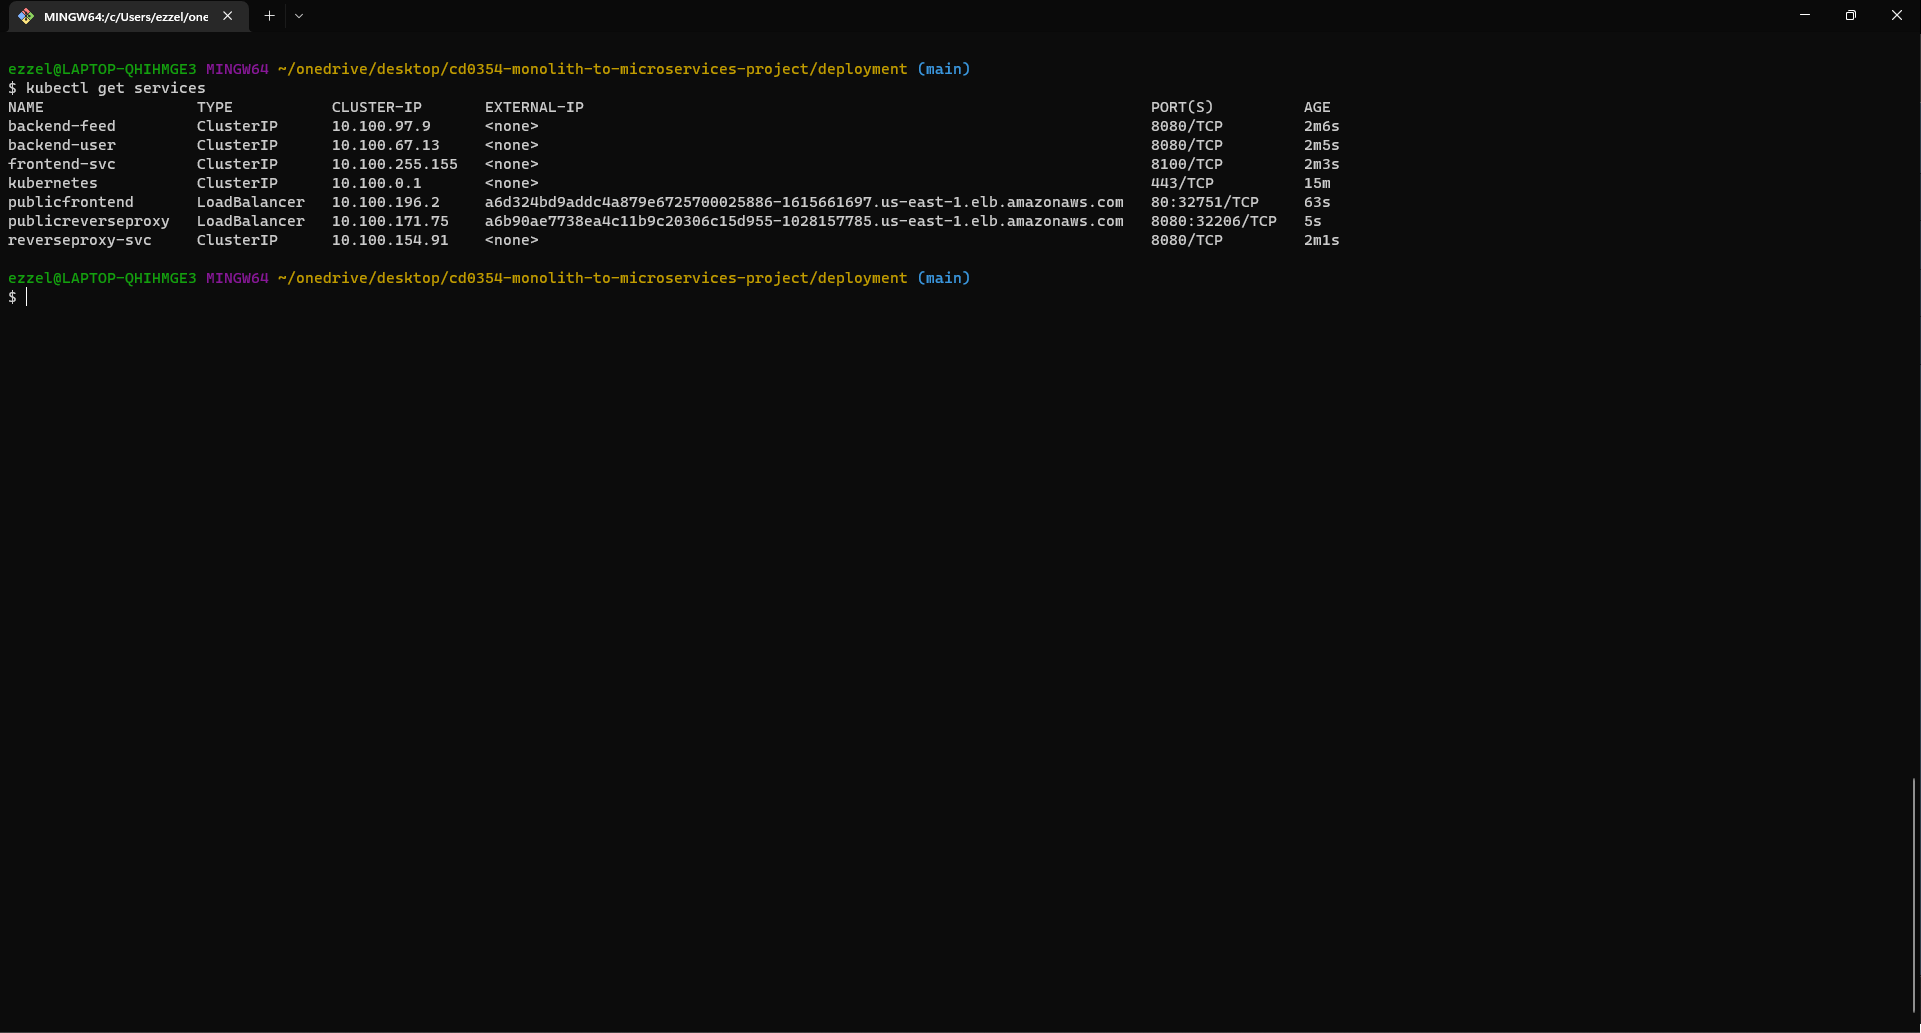 MINGW64:/c/Users/ezzel/one
ezzel@LAPTOP-QHIHMGE3 MINGW64 ~/onedrive/desktop/cd0354-monolith-to-microservices-project/deployment (main)
$ kubectl get services
NAME TYPE CLUSTER-IP EXTERNAL-IP PORT(S) AGE
backend-feed ClusterIP 10.100.97.9 <none> 8080/TCP 2m6s
backend-user ClusterIP 10.100.67.13 <none> 8080/TCP 2m5s
frontend-svc ClusterIP 10.100.255.155 <none> 8100/TCP 2m3s
kubernetes ClusterIP 10.100.0.1 <none> 443/TCP 15m
publicfrontend LoadBalancer 10.100.196.2 a6d324bd9addc4a879e6725700025886-1615661697.us-east-1.elb.amazonaws.com 80:32751/TCP 63s
publicreverseproxy LoadBalancer 10.100.171.75 a6b90ae7738ea4c11b9c20306c15d955-1028157785.us-east-1.elb.amazonaws.com 8080:32206/TCP 5s
reverseproxy-svc ClusterIP 10.100.154.91 <none> 8080/TCP 2m1s
ezzel@LAPTOP-QHIHMGE3 MINGW64 ~/onedrive/desktop/cd0354-monolith-to-microservices-project/deployment (main)
$